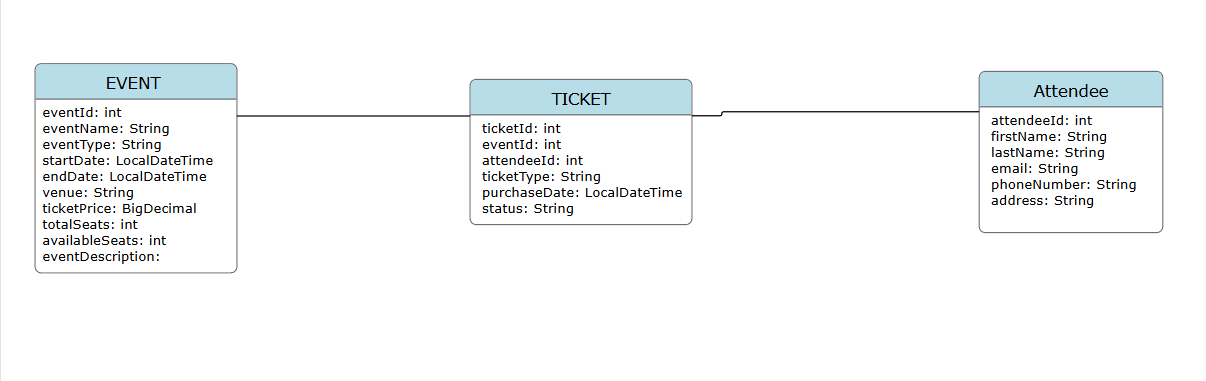 EVENT
eventId: int
eventName: String
eventType: String
startDate: LocalDateTime
endDate: LocalDateTime
venue: String
ticketPrice: BigDecimal
totalSeats: int
availableSeats: int
eventDescription:
TICKET
ticketId: int
eventId: int
attendeeId: int
ticketType: String
purchaseDate: LocalDateTime
status: String
Attendee
attendeeId: int
firstName: String
lastName: String
email: String
phoneNumber: String
address: String